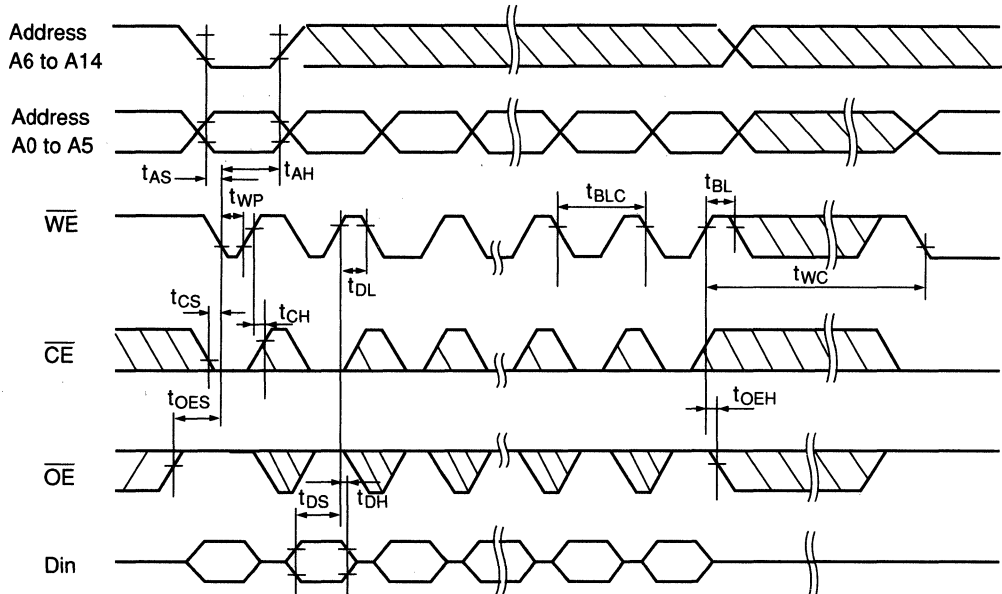 Address
A6 to A14
Address
A0 to A5
tAS
tAH
tWP
tBLC
tBL
WE
tDL
tWC
tCS
tCH
CE
tOES
tOEH
OE
tDS
tDH
Din